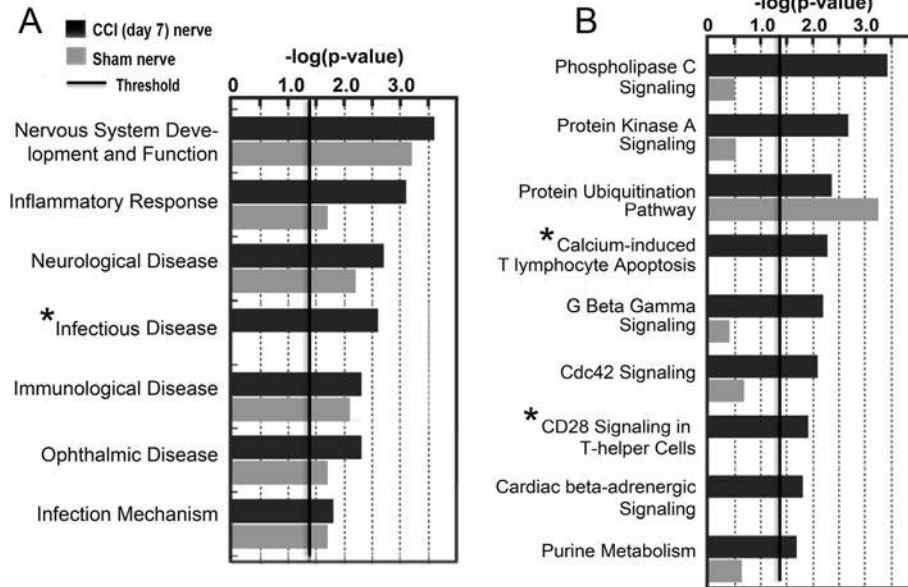 A
CCI (day 7) nerve
Sham nerve
Threshold
-log(p-value)
0 1.0 2.0 3.0
Nervous System Deve-
lopment and Function
Inflammatory Response
Neurological Disease
*Infectious Disease
Immunological Disease
Ophthalmic Disease
Infection Mechanism
B
-log(p-value)
0 1.0 2.0 3.0
Phospholipase C
Signaling
Protein Kinase A
Signaling
Protein Ubiquitination
Pathway
*Calcium-induced
T lymphocyte Apoptosis
G Beta Gamma
Signaling
Cdc42 Signaling
*CD28 Signaling in
T-helper Cells
Cardiac beta-adrenergic
Signaling
Purine Metabolism